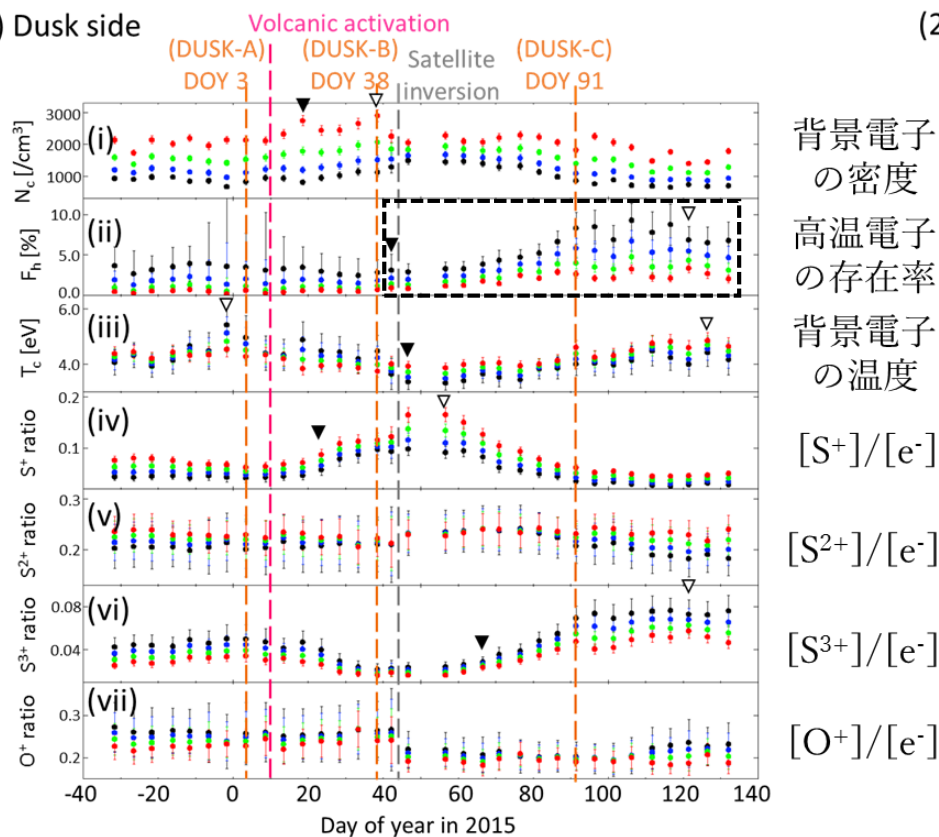 ) Dusk side
(2
Volcanic activation
(DUSK-A)
DOY 3
(DUSK-B)
DOY 38
Satellite
inversion
(DUSK-C)
DOY 91
(i)
N_c [/cm³]
3000
2000
1000
背景電子
の密度
(ii)
F_h [%]
10.0
5.0
0.0
高温電子
の存在率
(iii)
T_c [eV]
6.0
4.0
背景電子
の温度
(iv)
S⁺ ratio
0.2
0.1
[S⁺]/[e⁻]
(v)
S²⁺ ratio
0.3
0.2
[S²⁺]/[e⁻]
(vi)
S³⁺ ratio
0.08
0.04
[S³⁺]/[e⁻]
(vii)
O⁺ ratio
0.3
0.2
[O⁺]/[e⁻]
-40 -20 0 20 40 60 80 100 120 140
Day of year in 2015